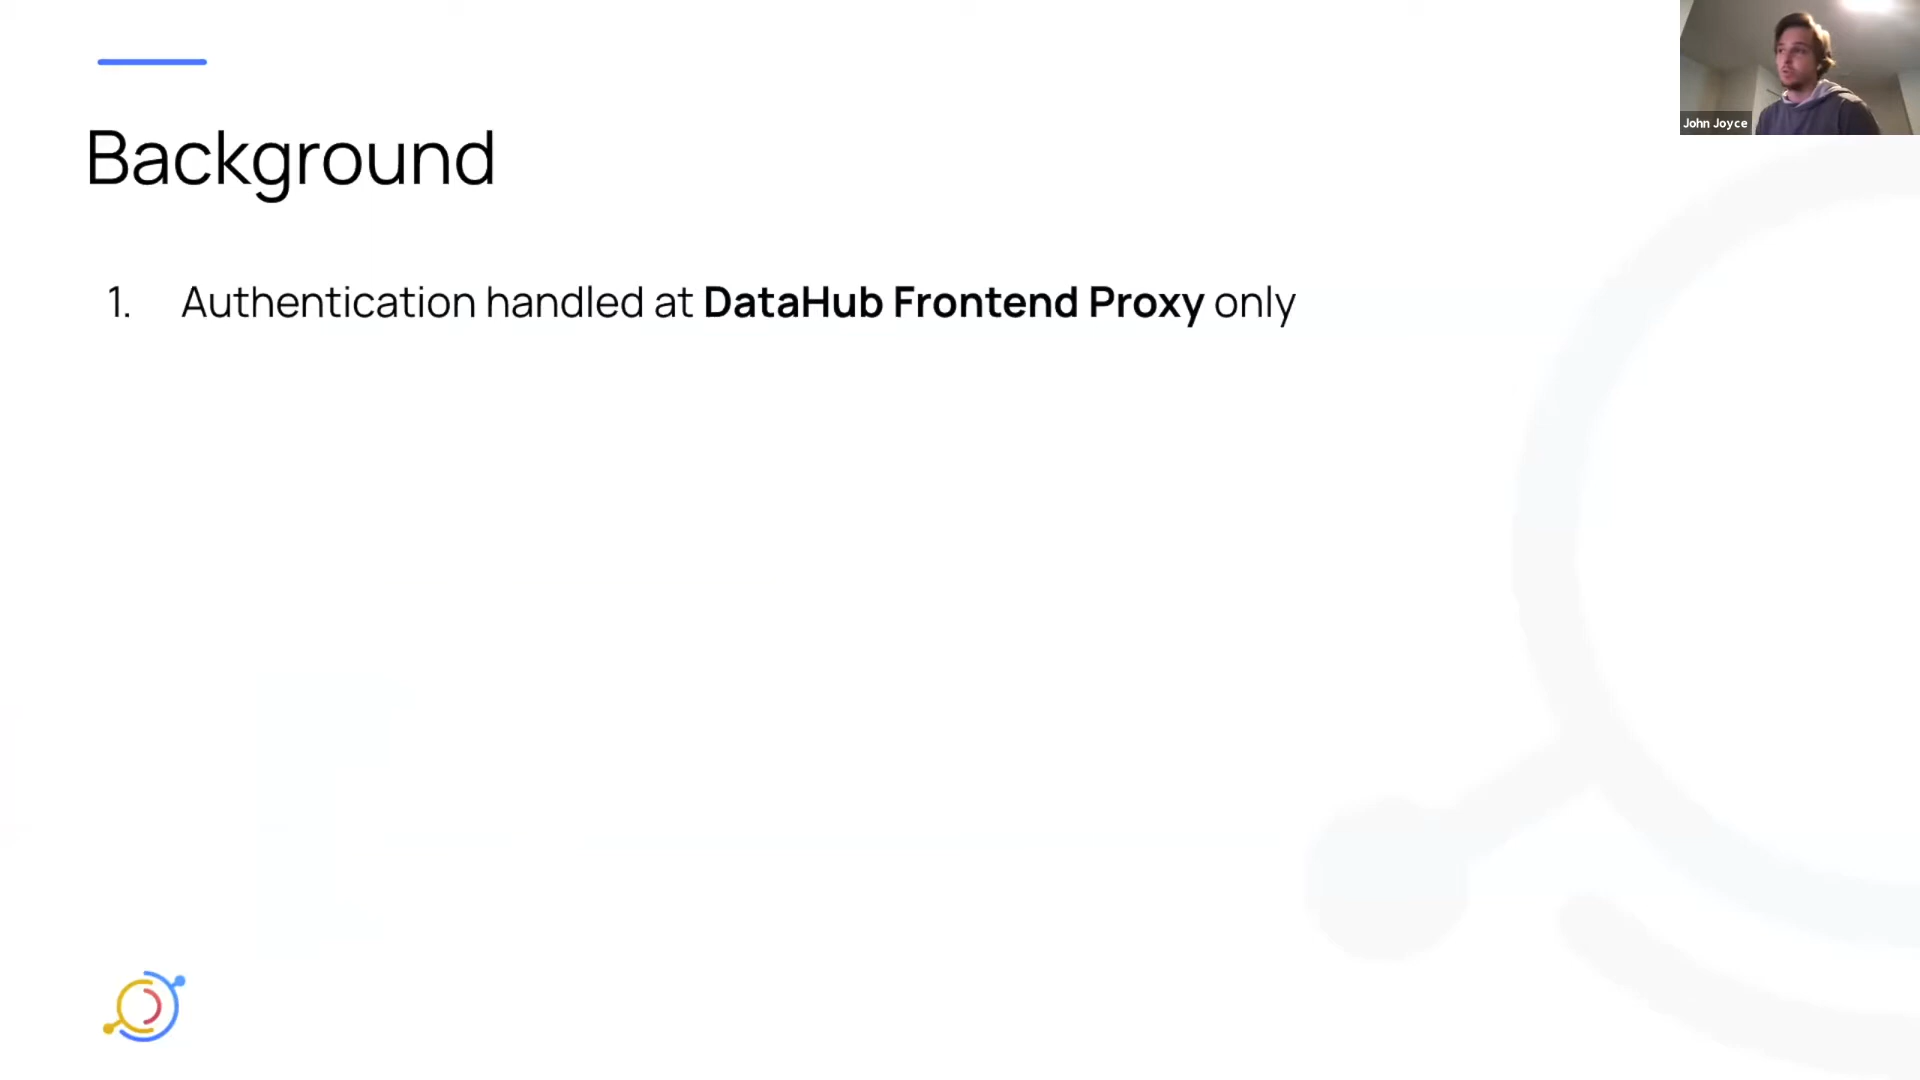 John Joyce
Background
1. Authentication handled at DataHub Frontend Proxy only